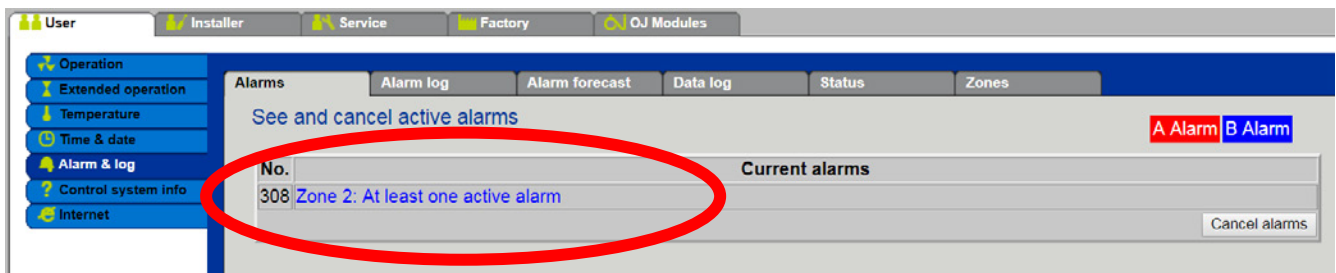 User Installer Service Factory OJ Modules
Operation
Extended operation
Temperature
Time & date
Alarm & log
Control system info
Internet
Alarms Alarm log Alarm forecast Data log Status Zones
See and cancel active alarms
A Alarm B Alarm
No. Current alarms
308 Zone 2: At least one active alarm
Cancel alarms